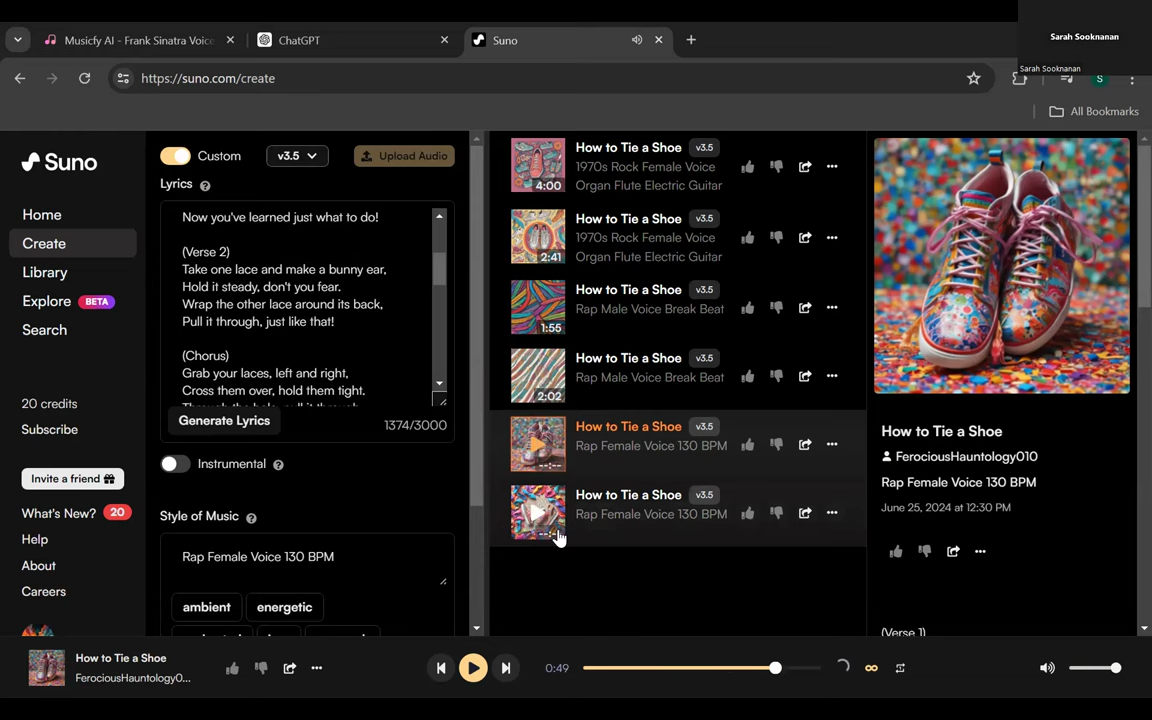 Sarah Sooknanan
Sarah Sooknanan
Musicfy AI - Frank Sinatra Voice
ChatGPT
Suno
https://suno.com/create
S
All Bookmarks
Suno
Home
Create
Library
Explore BETA
Search
20 credits
Subscribe
Invite a friend
What's New? 20
Help
About
Careers
Custom
v3.5
Upload Audio
Lyrics
Now you've learned just what to do!
(Verse 2)
Take one lace and make a bunny ear,
Hold it steady, don't you fear.
Wrap the other lace around its back,
Pull it through, just like that!
(Chorus)
Grab your laces, left and right,
Cross them over, hold them tight.
Generate Lyrics
1374/3000
Instrumental
Style of Music
Rap Female Voice 130 BPM
ambient
energetic
4:00
How to Tie a Shoe v3.5
1970s Rock Female Voice
Organ Flute Electric Guitar
2:41
How to Tie a Shoe v3.5
1970s Rock Female Voice
Organ Flute Electric Guitar
1:55
How to Tie a Shoe v3.5
Rap Male Voice Break Beat
2:02
How to Tie a Shoe v3.5
Rap Male Voice Break Beat
--:--
How to Tie a Shoe v3.5
Rap Female Voice 130 BPM
How to Tie a Shoe v3.5
Rap Female Voice 130 BPM
How to Tie a Shoe
FerociousHauntology010
Rap Female Voice 130 BPM
June 25, 2024 at 12:30 PM
(Verse 1)
How to Tie a Shoe
FerociousHauntolog​yO...
0:49